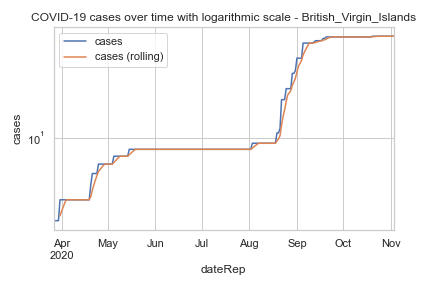 COVID-19 cases over time with logarithmic scale - British_Virgin_Islands
cases
cases (rolling)
cases
10¹
Apr May Jun Jul Aug Sep Oct Nov
2020
dateRep